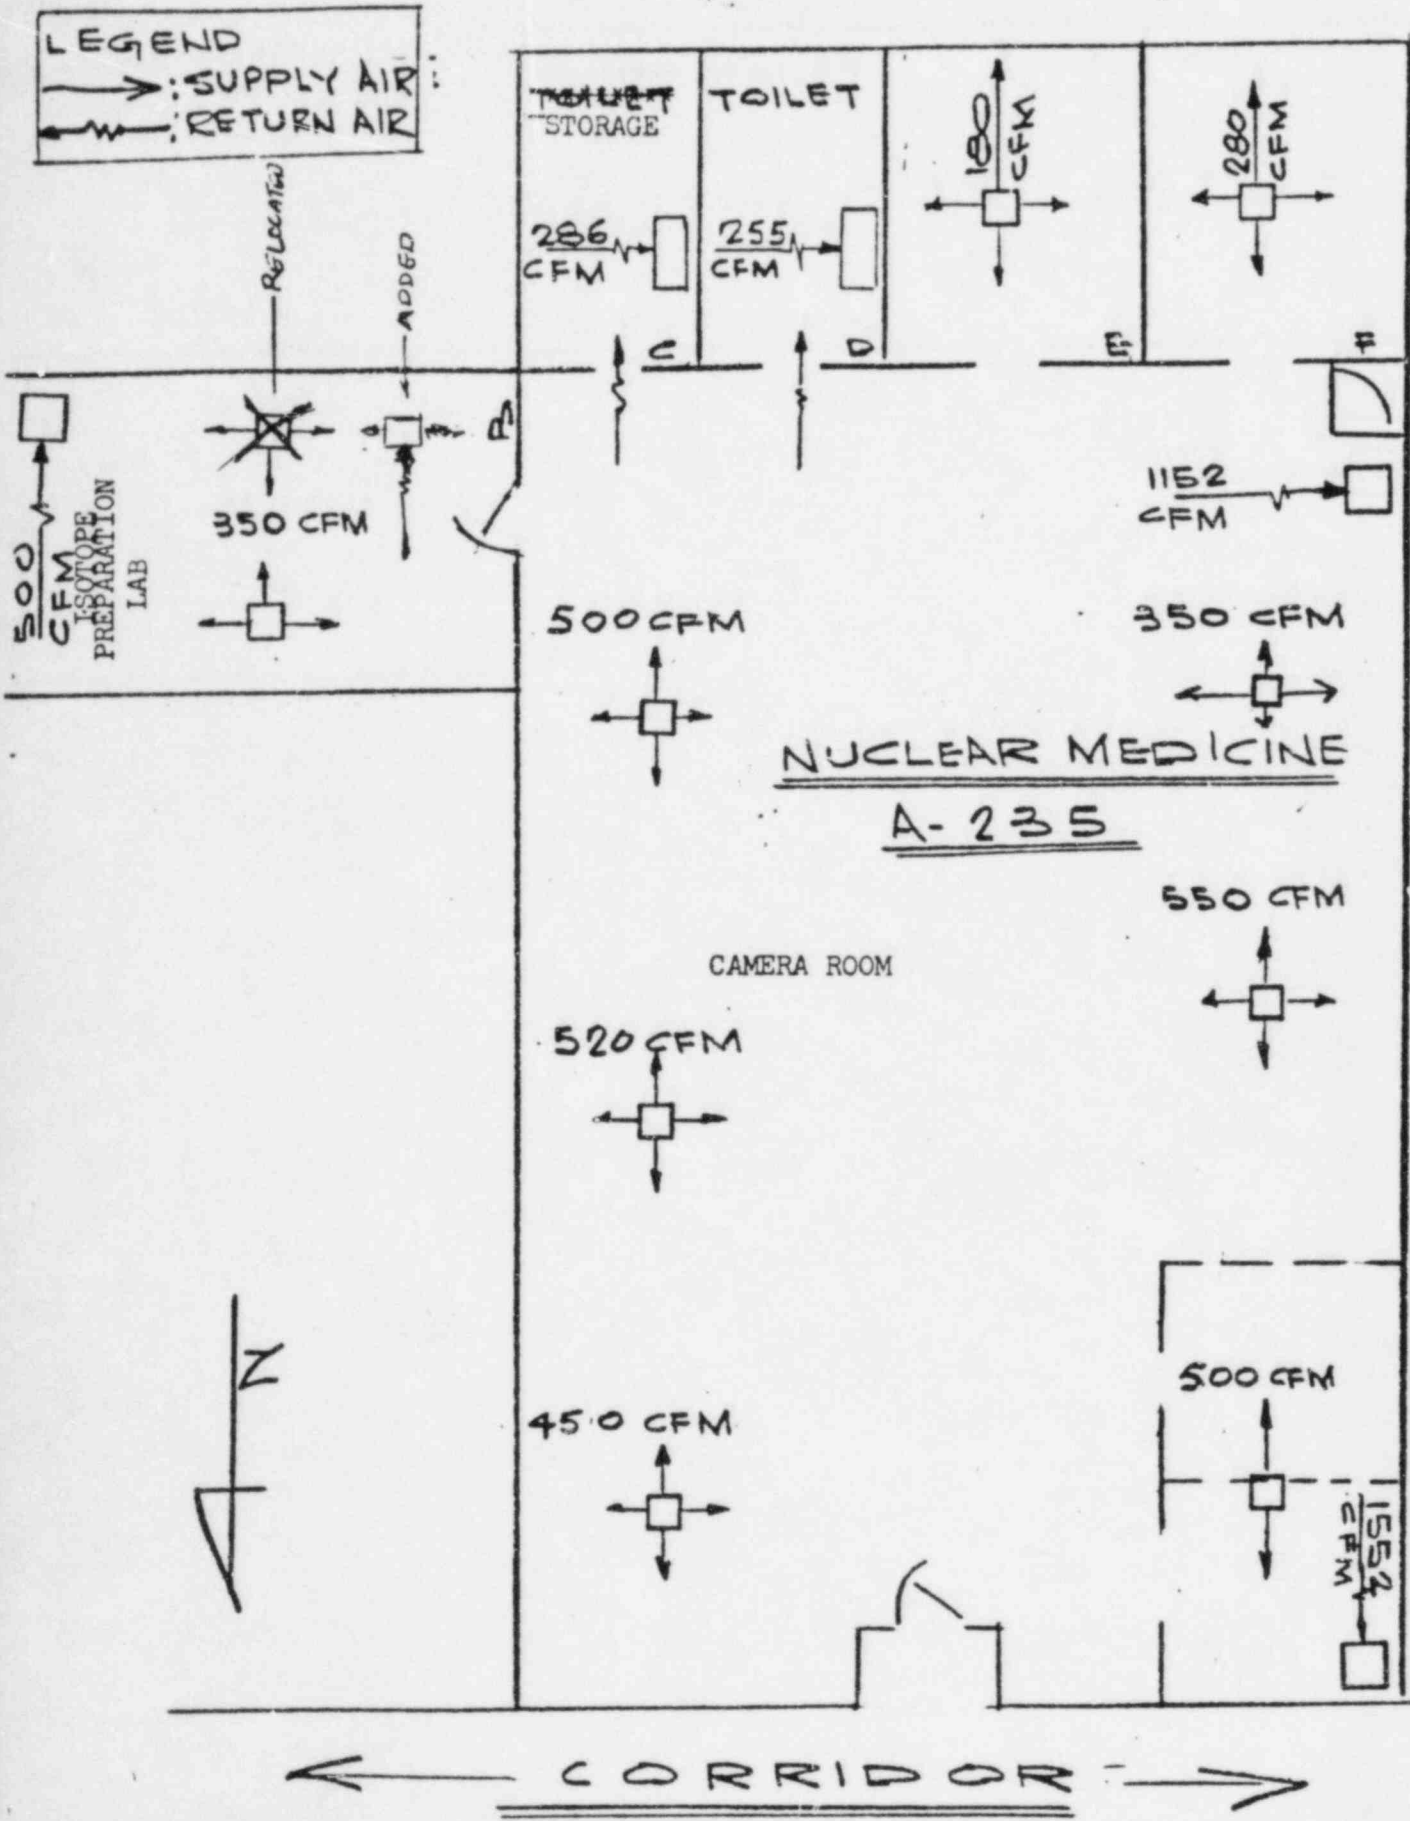 LEGEND
: SUPPLY AIR :
: RETURN AIR
RELOCATED
ADDED
TOILET
STORAGE
TOILET
180
CFM
280
CFM
286
CFM
255
CFM
B
C
D
E
F
500
CFM
ISOTOPE
PREPARATION
LAB
350 CFM
1152
CFM
500 CFM
350 CFM
NUCLEAR MEDICINE
A-235
550 CFM
CAMERA ROOM
520 CFM
N
500 CFM
450 CFM
1552
CFM
CORRIDOR